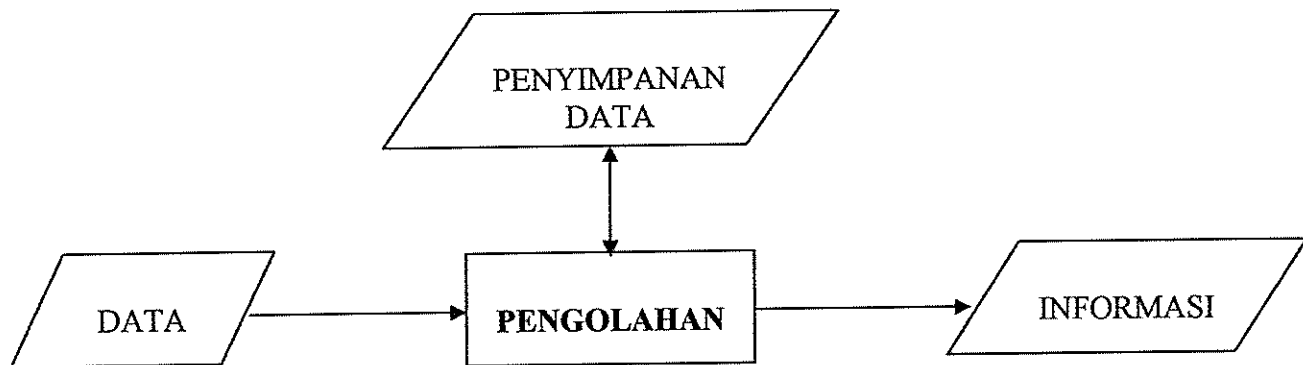 PENYIMPANAN
DATA
DATA
PENGOLAHAN
INFORMASI